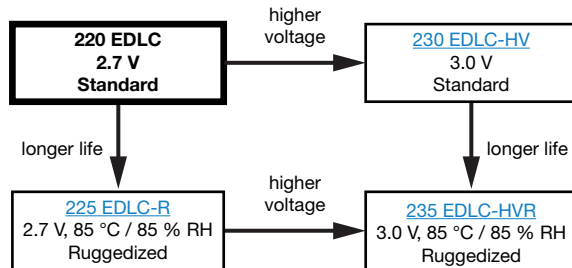 220 EDLC
2.7 V
Standard
higher
voltage
230 EDLC-HV
3.0 V
Standard
longer life
longer life
225 EDLC-R
2.7 V, 85 °C / 85 % RH
Ruggedized
higher
voltage
235 EDLC-HVR
3.0 V, 85 °C / 85 % RH
Ruggedized